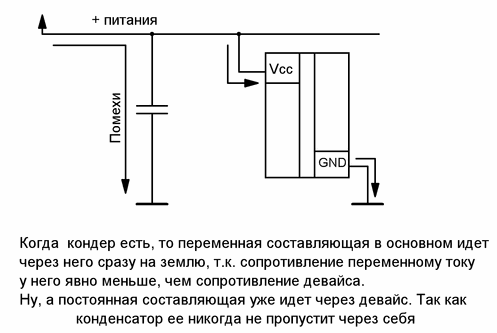 + питания
Помехи
Vcc
GND
Когда кондер есть, то переменная составляющая в основном идет
через него сразу на землю, т.к. сопротивление переменному току
у него явно меньше, чем сопротивление девайса.
Ну, а постоянная составляющая уже идет через девайс. Так как
конденсатор ее никогда не пропустит через себя